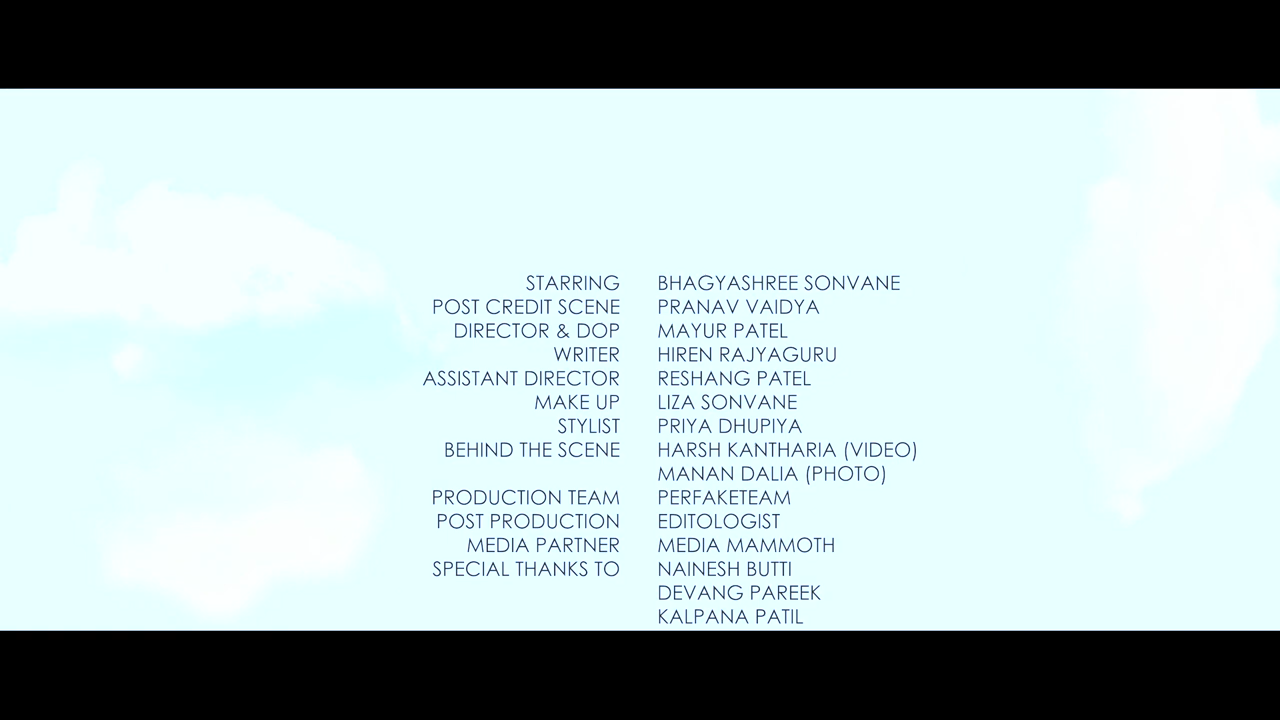 STARRING BHAGYASHREE SONVANE
POST CREDIT SCENE PRANAV VAIDYA
DIRECTOR & DOP MAYUR PATEL
WRITER HIREN RAJYAGURU
ASSISTANT DIRECTOR RESHANG PATEL
MAKE UP LIZA SONVANE
STYLIST PRIYA DHUPIYA
BEHIND THE SCENE HARSH KANTHARIA (VIDEO)
MANAN DALIA (PHOTO)
PRODUCTION TEAM PERFAKETEAM
POST PRODUCTION EDITOLOGIST
MEDIA PARTNER MEDIA MAMMOTH
SPECIAL THANKS TO NAINESH BUTTI
DEVANG PAREEK
KALPANA PATIL